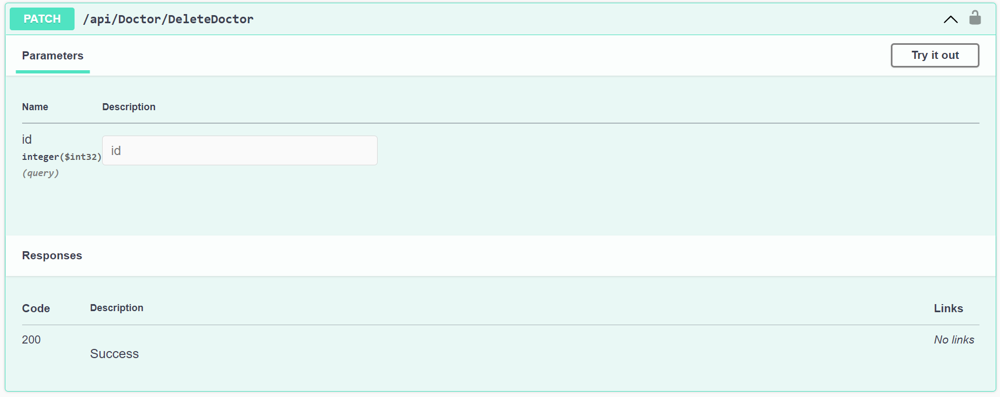 PATCH /api/Doctor/DeleteDoctor
Parameters
Try it out
Name Description
id
id
integer($int32)
(query)
Responses
Code Description Links
200 No links
Success